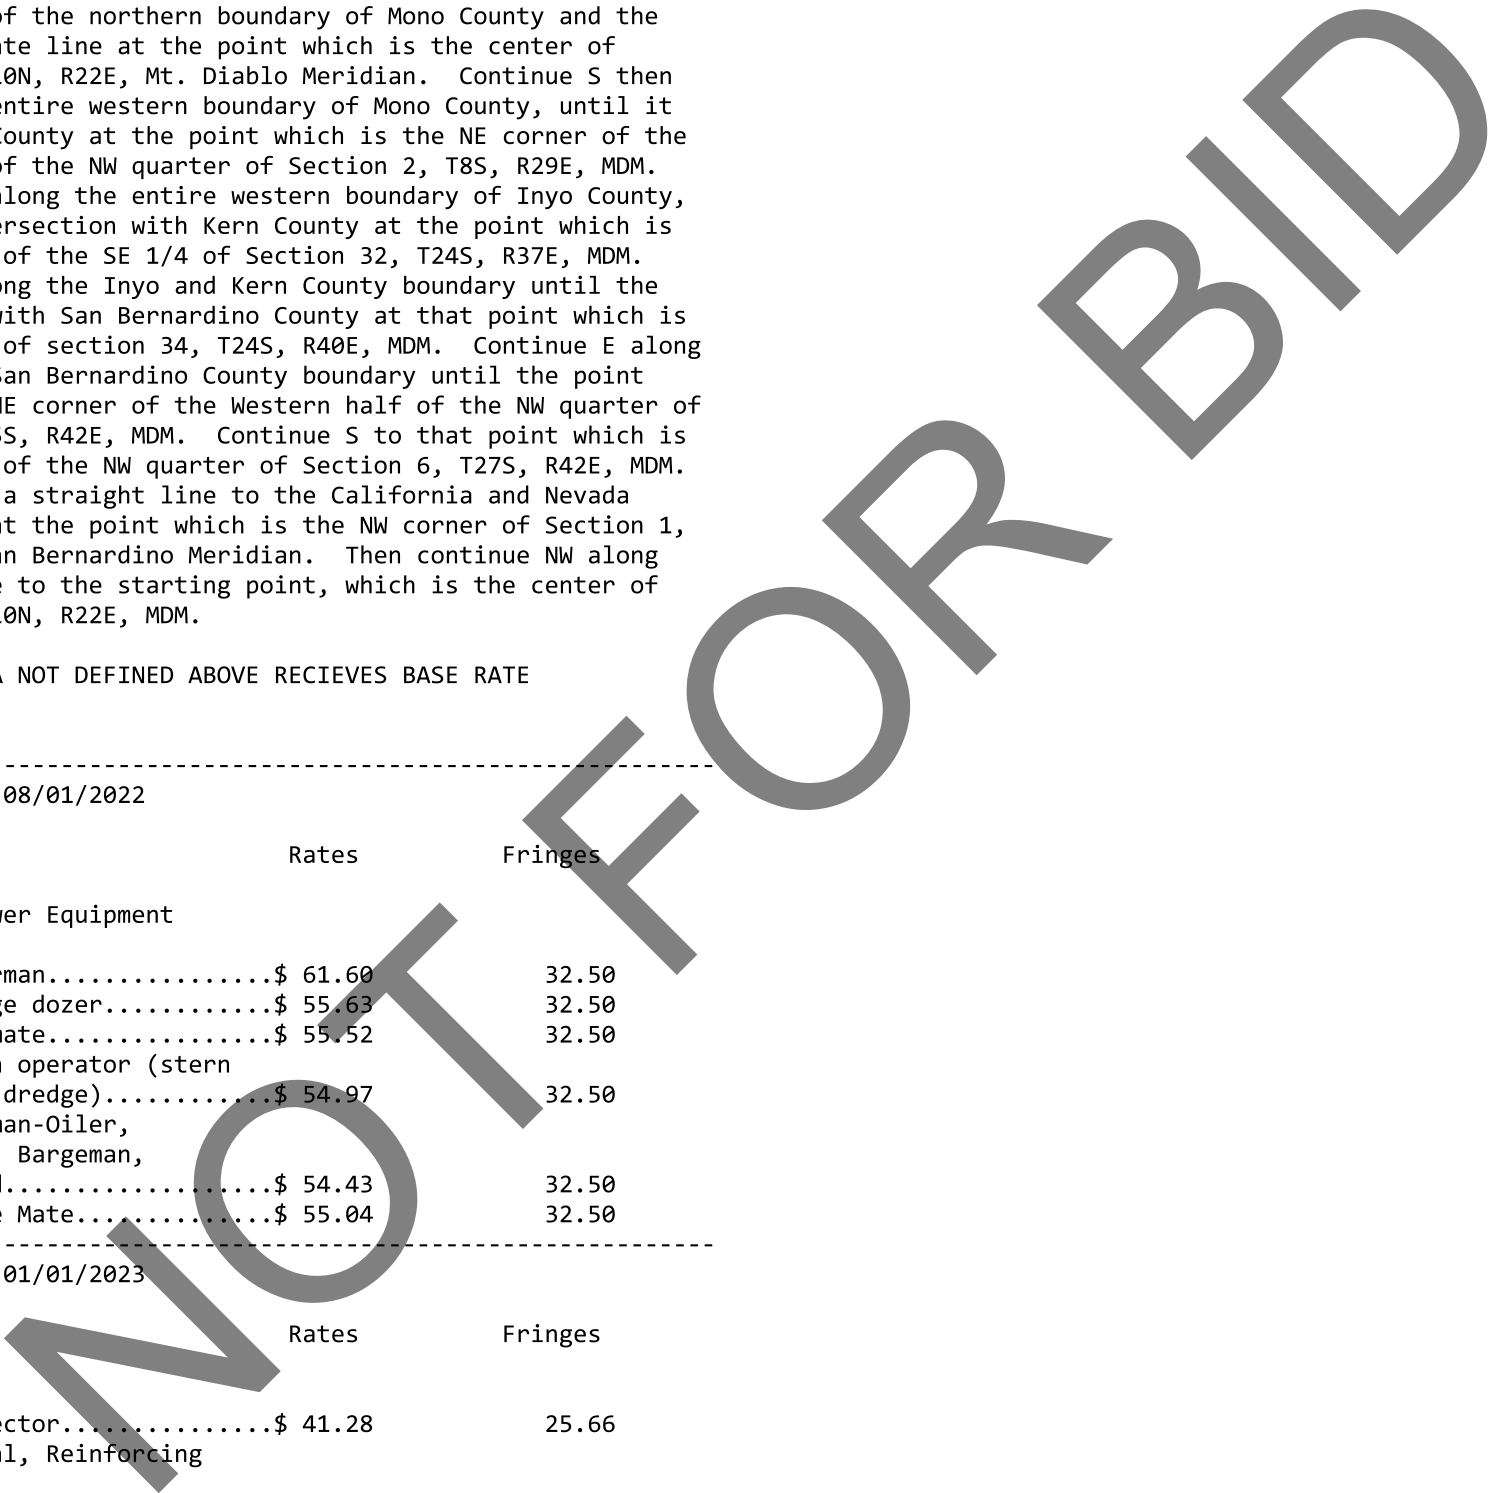 of the northern boundary of Mono County and the
ate line at the point which is the center of
10N, R22E, Mt. Diablo Meridian.  Continue S then
entire western boundary of Mono County, until it
County at the point which is the NE corner of the
of the NW quarter of Section 2, T8S, R29E, MDM.
along the entire western boundary of Inyo County,
ersection with Kern County at the point which is
of the SE 1/4 of Section 32, T24S, R37E, MDM.
ong the Inyo and Kern County boundary until the
with San Bernardino County at that point which is
of section 34, T24S, R40E, MDM.  Continue E along
San Bernardino County boundary until the point
NE corner of the Western half of the NW quarter of
5S, R42E, MDM.  Continue S to that point which is
of the NW quarter of Section 6, T27S, R42E, MDM.
a straight line to the California and Nevada
at the point which is the NW corner of Section 1,
an Bernardino Meridian.  Then continue NW along
e to the starting point, which is the center of
10N, R22E, MDM.
A NOT DEFINED ABOVE RECIEVES BASE RATE
--------------------------------------------------
08/01/2022
Rates Fringes
wer Equipment
rman................$ 61.60 32.50
ge dozer............$ 55.63 32.50
mate................$ 55.52 32.50
h operator (stern
dredge)............$ 54.97 32.50
man-Oiler,
Bargeman,
d...................$ 54.43 32.50
e Mate..............$ 55.04 32.50
--------------------------------------------------
01/01/2023
Rates Fringes
ector...............$ 41.28 25.66
al, Reinforcing
NOT FOR BID